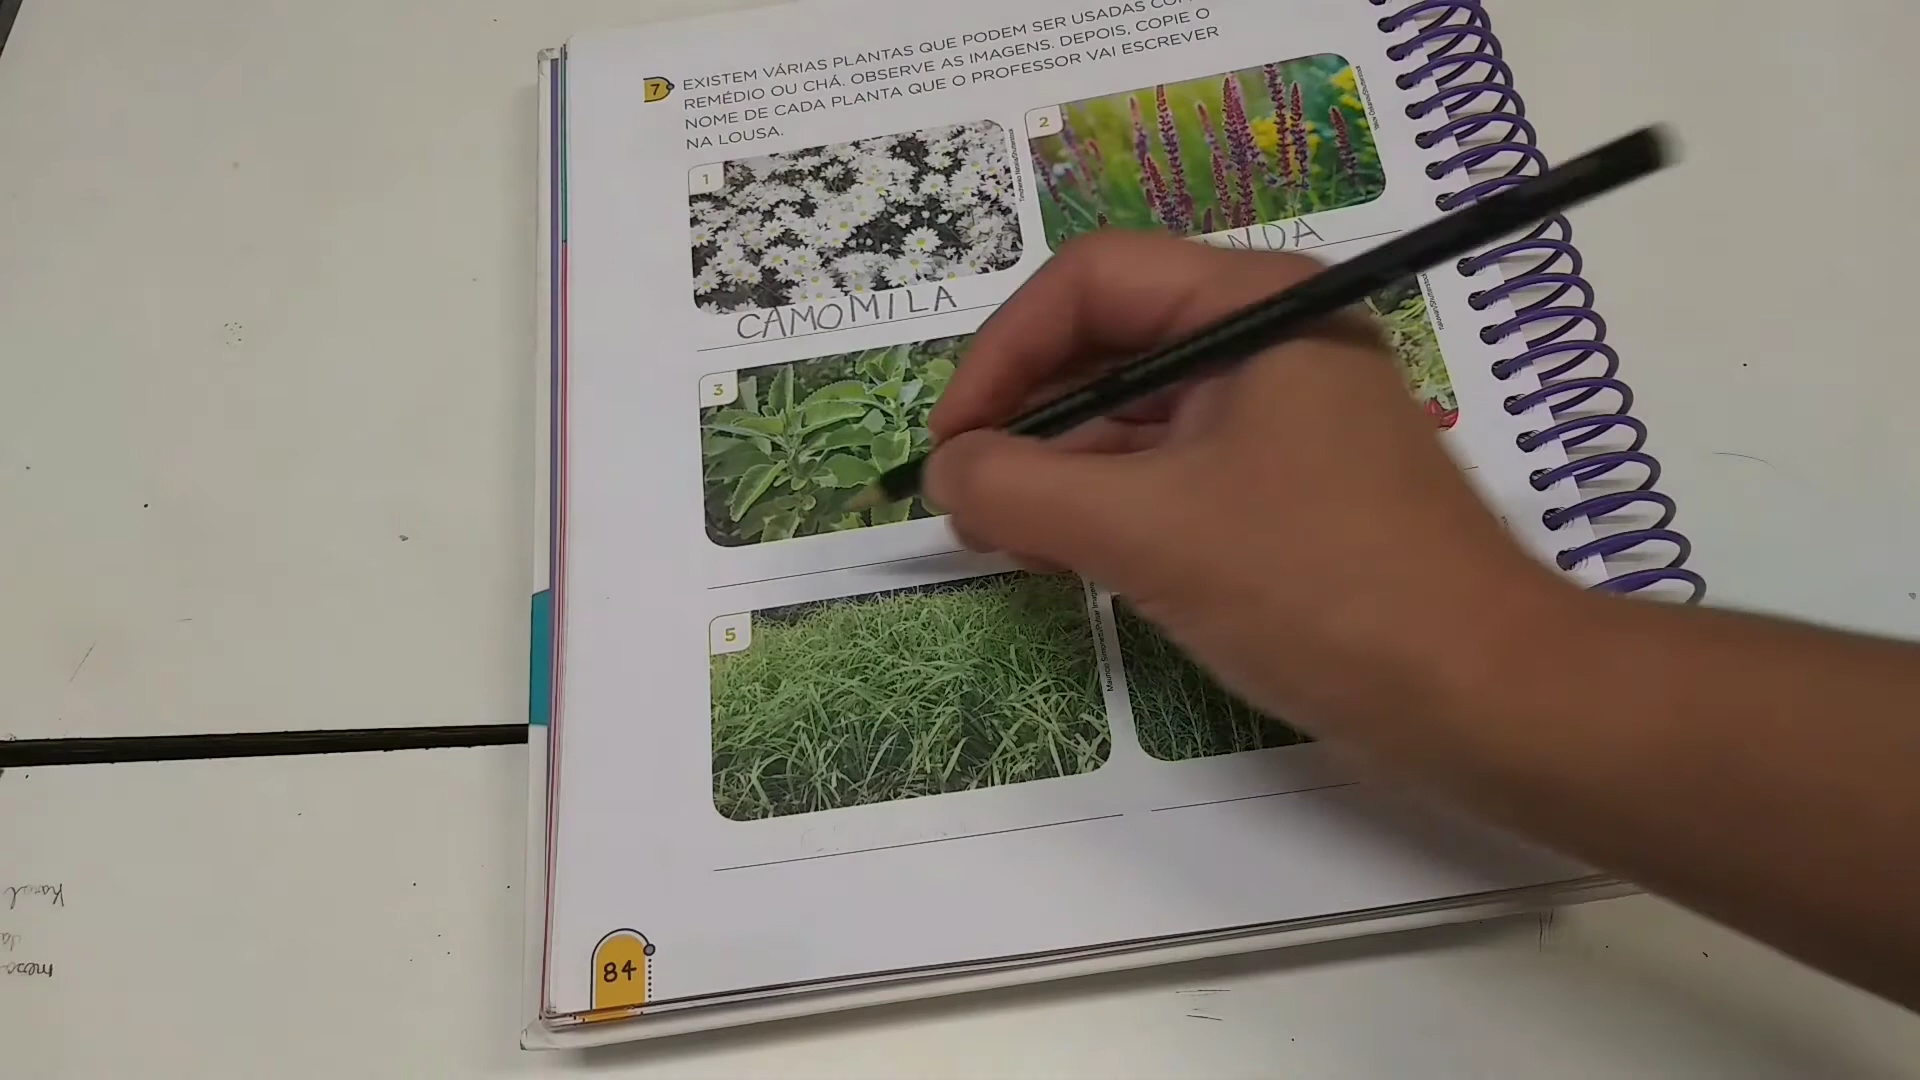 7 EXISTEM VÁRIAS PLANTAS QUE PODEM SER USADAS
REMÉDIO OU CHÁ. OBSERVE AS IMAGENS. DEPOIS, COPIE O
NOME DE CADA PLANTA QUE O PROFESSOR VAI ESCREVER
NA LOUSA.
1
2
CAMOMILA
3
5
84